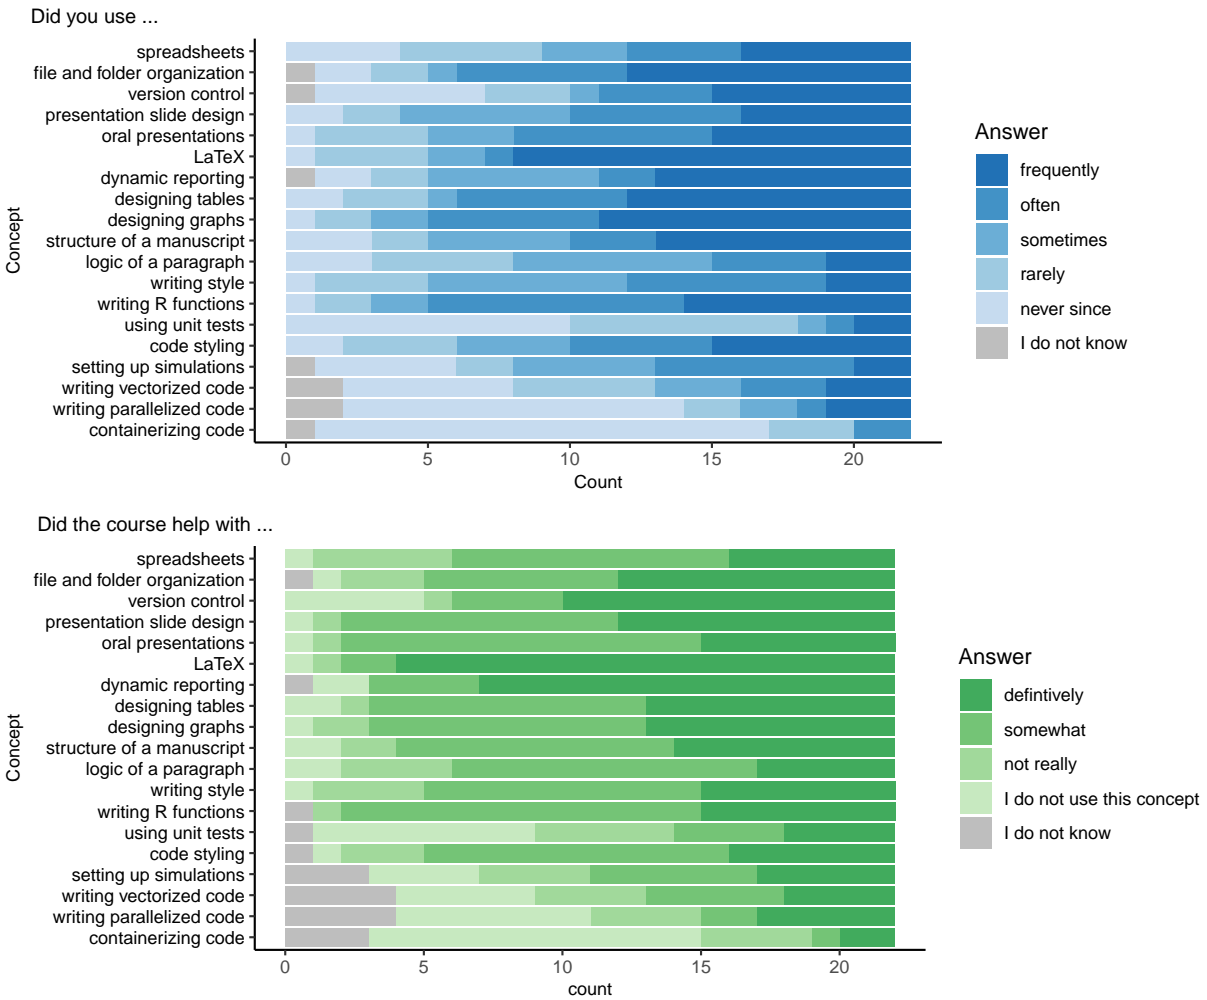 Did you use ...
Concept
spreadsheets
file and folder organization
version control
presentation slide design
oral presentations
LaTeX
dynamic reporting
designing tables
designing graphs
structure of a manuscript
logic of a paragraph
writing style
writing R functions
using unit tests
code styling
setting up simulations
writing vectorized code
writing parallelized code
containerizing code
0 5 10 15 20
Count
Answer
frequently
often
sometimes
rarely
never since
I do not know
Did the course help with ...
Concept
spreadsheets
file and folder organization
version control
presentation slide design
oral presentations
LaTeX
dynamic reporting
designing tables
designing graphs
structure of a manuscript
logic of a paragraph
writing style
writing R functions
using unit tests
code styling
setting up simulations
writing vectorized code
writing parallelized code
containerizing code
0 5 10 15 20
count
Answer
defintively
somewhat
not really
I do not use this concept
I do not know